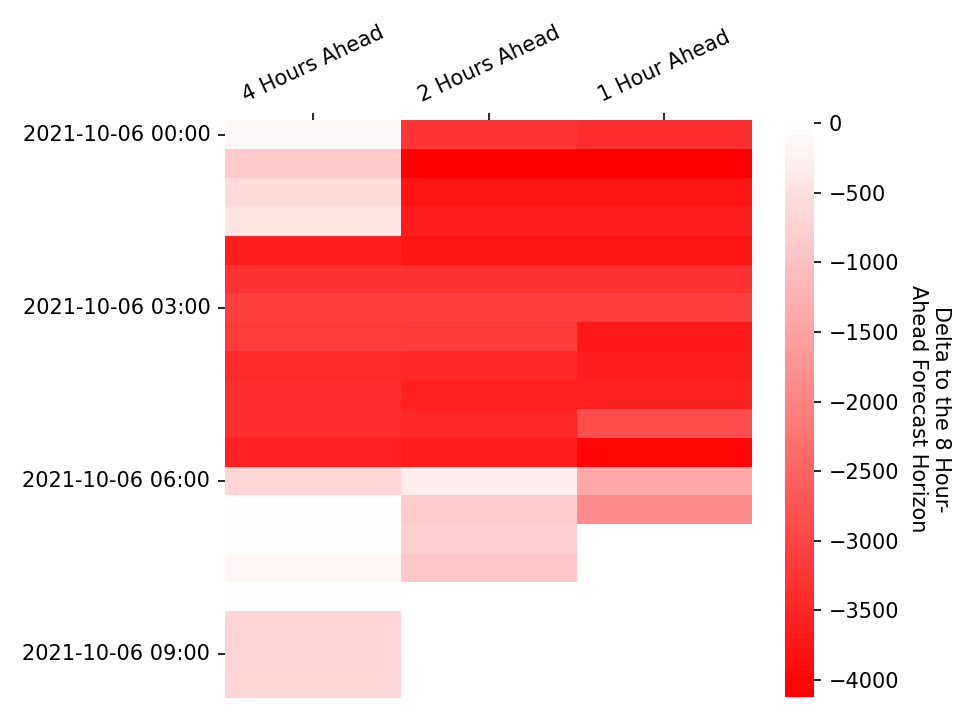 4 Hours Ahead
2 Hours Ahead
1 Hour Ahead
2021-10-06 00:00
2021-10-06 03:00
2021-10-06 06:00
2021-10-06 09:00
0
−500
−1000
−1500
−2000
−2500
−3000
−3500
−4000
Delta to the 8 Hour-
Ahead Forecast Horizon